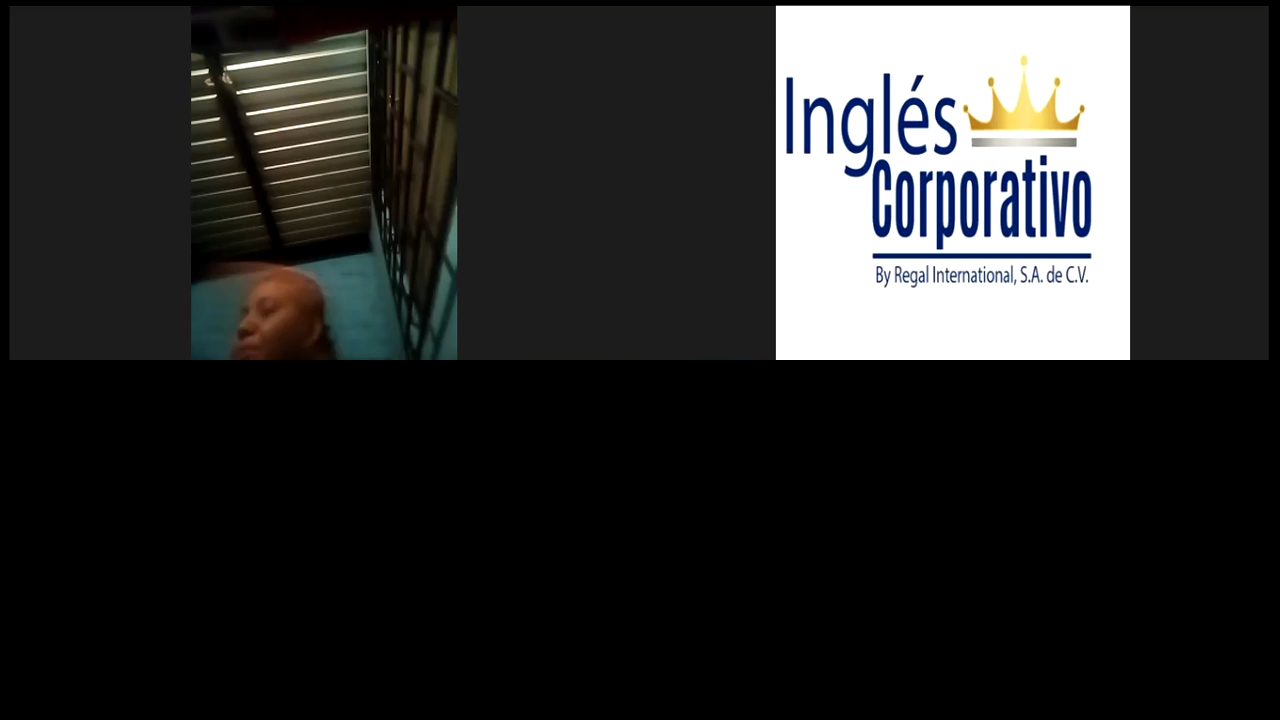 Inglés
Corporativo
By Regal International, S.A. de C.V.